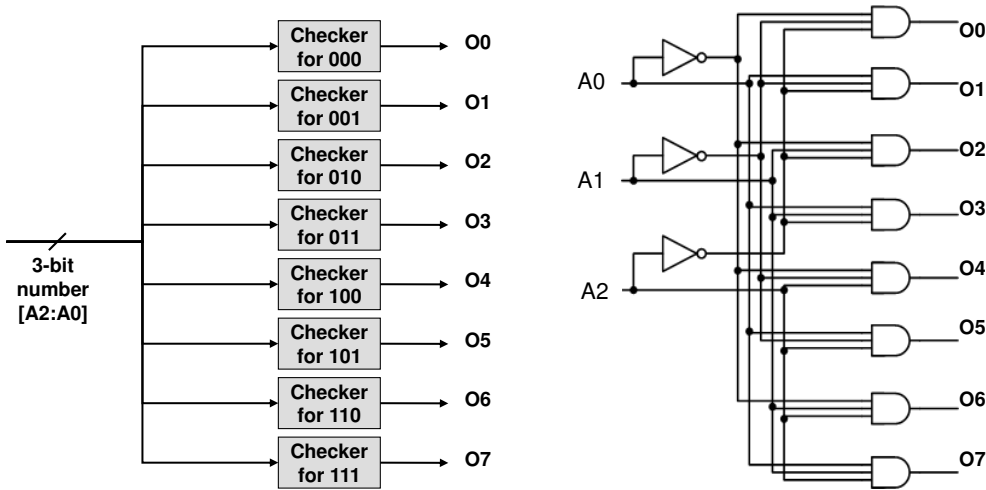 Checker
for 000
O0
Checker
for 001
O1
Checker
for 010
O2
Checker
for 011
O3
3-bit
number
[A2:A0]
Checker
for 100
O4
Checker
for 101
O5
Checker
for 110
O6
Checker
for 111
O7
A0
A1
A2
O0
O1
O2
O3
O4
O5
O6
O7